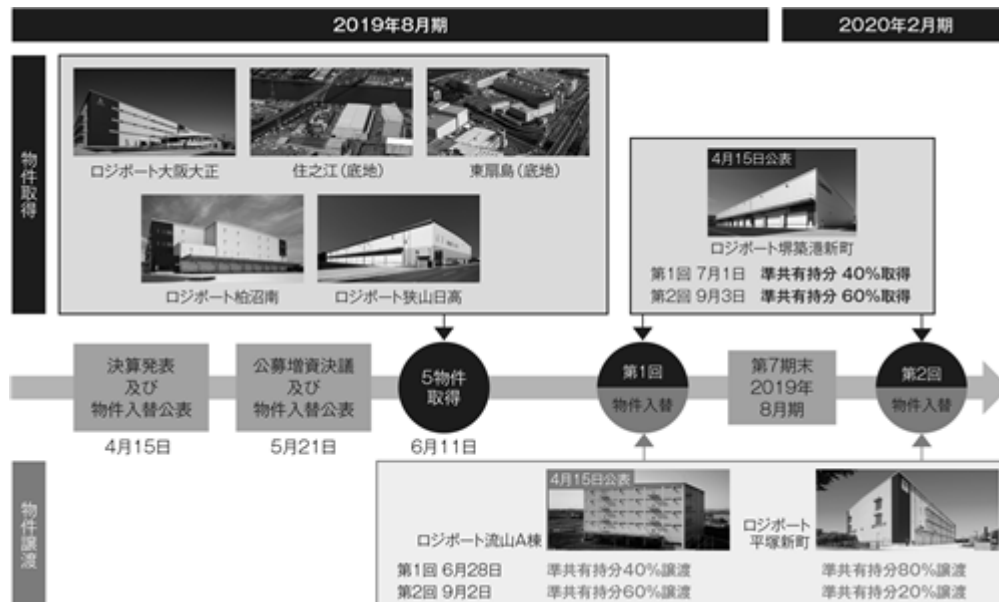 2019年8月期
2020年2月期
物件取得
ロジポート大阪大正
住之江（底地）
東扇島（底地）
ロジポート柏沼南
ロジポート狭山日高
4月15日公表
ロジポート堺築港新町
第1回 7月1日 準共有持分 40%取得
第2回 9月3日 準共有持分 60%取得
決算発表
及び
物件入替公表
4月15日
公募増資決議
及び
物件入替公表
5月21日
5物件
取得
6月11日
第1回
物件入替
第7期末
2019年
8月期
第2回
物件入替
物件譲渡
4月15日公表
ロジポート流山A棟
ロジポート
平塚新町
第1回 6月28日 準共有持分40%譲渡 準共有持分80%譲渡
第2回 9月2日 準共有持分60%譲渡 準共有持分20%譲渡